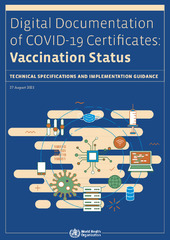 Digital Documentation
of COVID-19 Certificates:
Vaccination Status
TECHNICAL SPECIFICATIONS AND IMPLEMENTATION GUIDANCE
27 August 2021
World Health
Organization